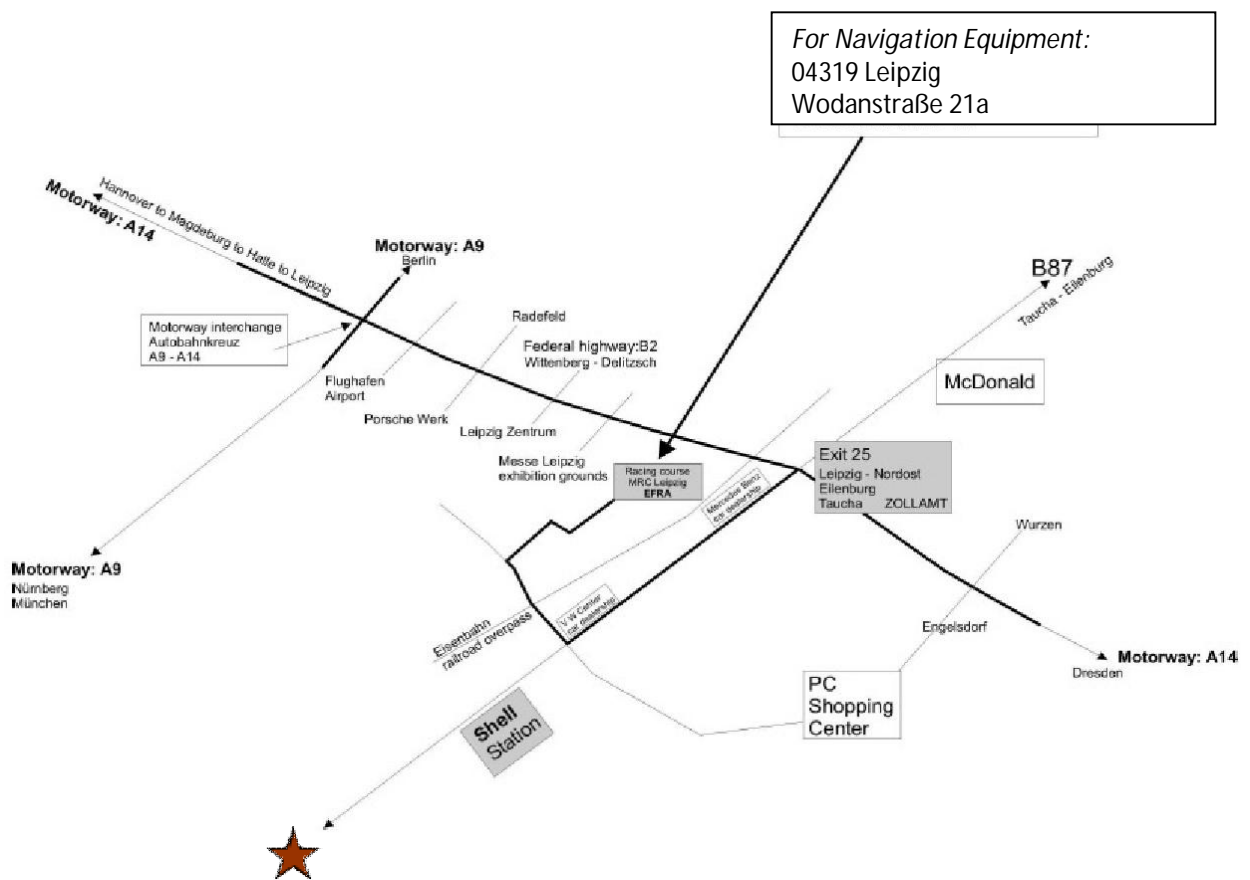 For Navigation Equipment:
04319 Leipzig
Wodanstraße 21a
Hannover to Magdeburg to Halle to Leipzig
Motorway: A14
Motorway: A9
Berlin
B87
Taucha - Eilenburg
Motorway interchange
Autobahnkreuz
A9 - A14
Radefeld
Federal highway:B2
Wittenberg - Delitzsch
McDonald
Flughafen
Airport
Porsche Werk
Leipzig Zentrum
Messe Leipzig
exhibition grounds
Racing course
MRC Leipzig
EFRA
Mercedes Benz
car dealership
Exit 25
Leipzig - Nordost
Eilenburg
Taucha ZOLLAMT
Wurzen
Motorway: A9
Nürnberg
München
V W Center
car dealership
Eisenbahn
railroad overpass
Engelsdorf
Motorway: A14
Dresden
PC
Shopping
Center
Shell
Station